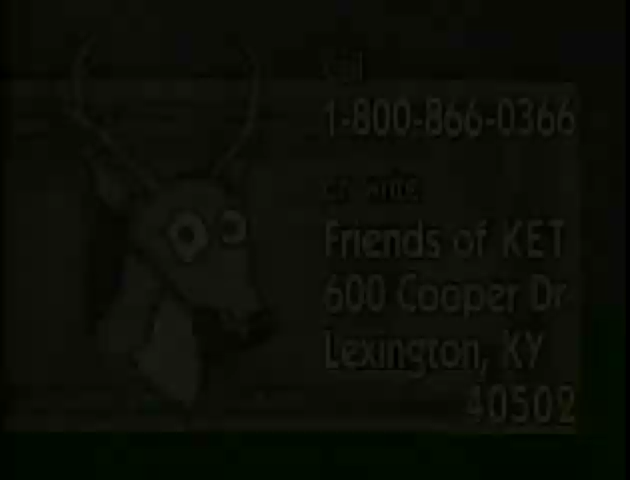 Call
1-800-866-0366
or write
Friends of KET
600 Cooper Dr
Lexington, KY
40502